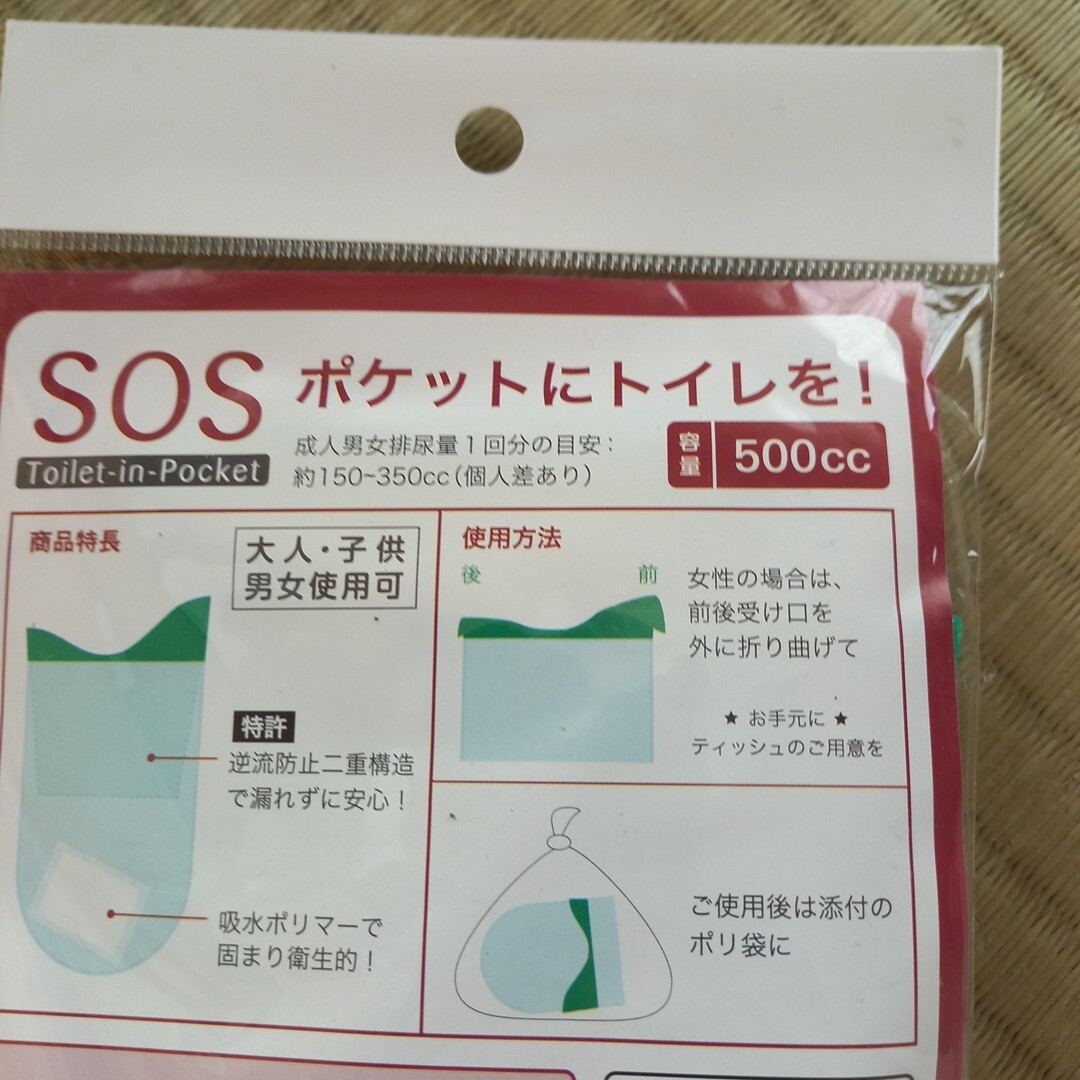 SOS
Toilet-in-Pocket
ポケットにトイレを！
成人男女排尿量1回分の目安：
約150~350cc（個人差あり）
容量
500cc
商品特長
大人・子供
男女使用可
特許
逆流防止二重構造
で漏れずに安心！
吸水ポリマーで
固まり衛生的！
使用方法
後
前
女性の場合は、
前後受け口を
外に折り曲げて
★ お手元に ★
ティッシュのご用意を
ご使用後は添付の
ポリ袋に